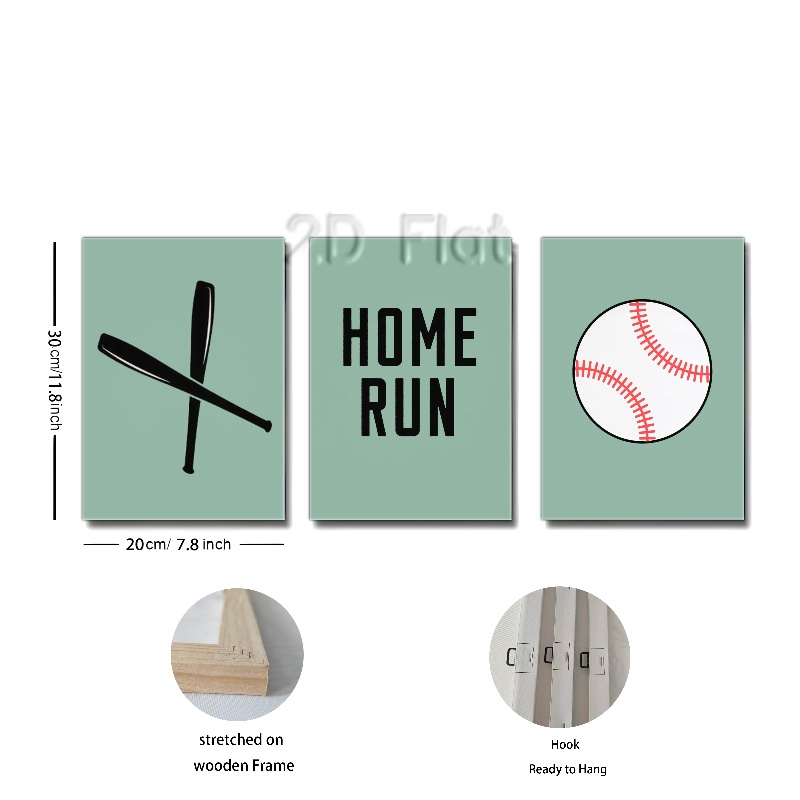 2D Flat
HOME
RUN
30cm/11.8inch
20cm/ 7.8 inch
stretched on
wooden Frame
Hook
Ready to Hang